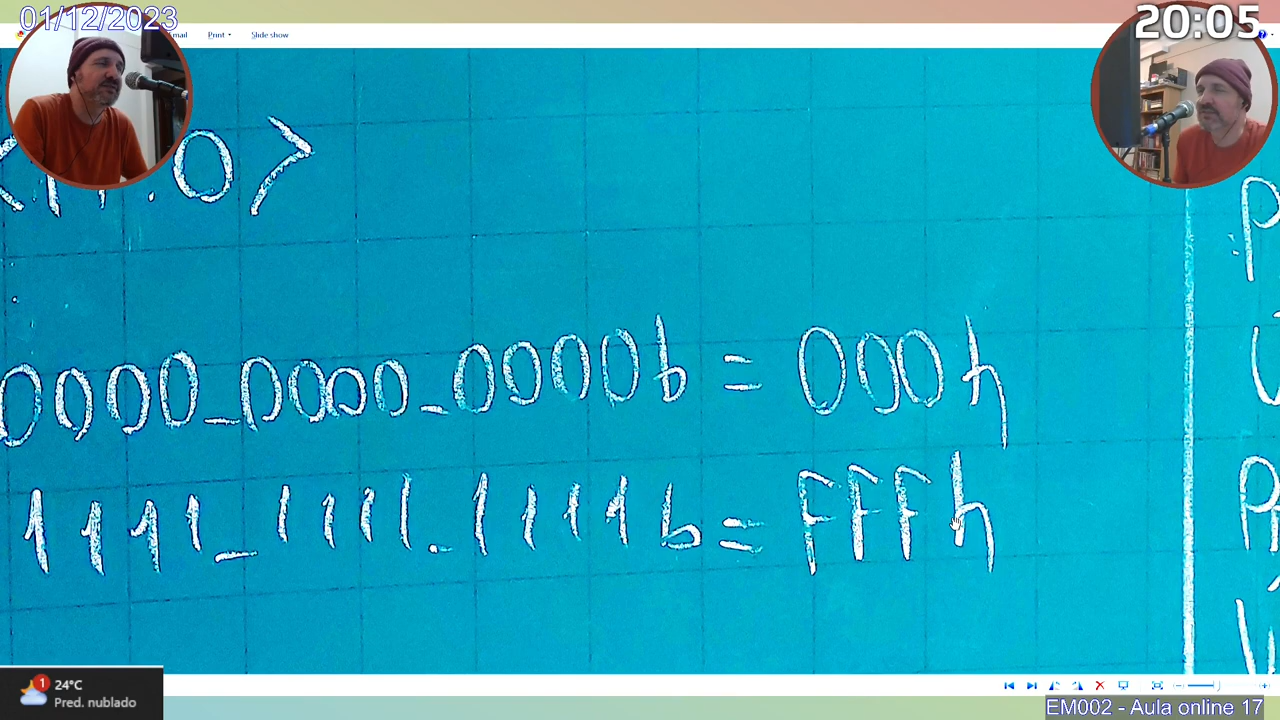 01/12/2023
20:05
Print
Slide show
0>
0000_0000_0000b = 000h
1111_1111_1111b = FFFh
1
24°C
Pred. nublado
EM002 - Aula online 17